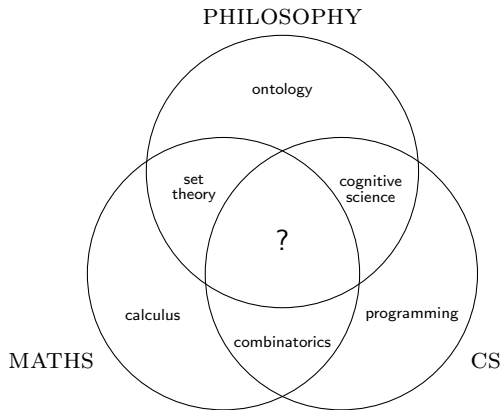 PHILOSOPHY
ontology
set
theory
cognitive
science
?
calculus
programming
combinatorics
MATHS
CS